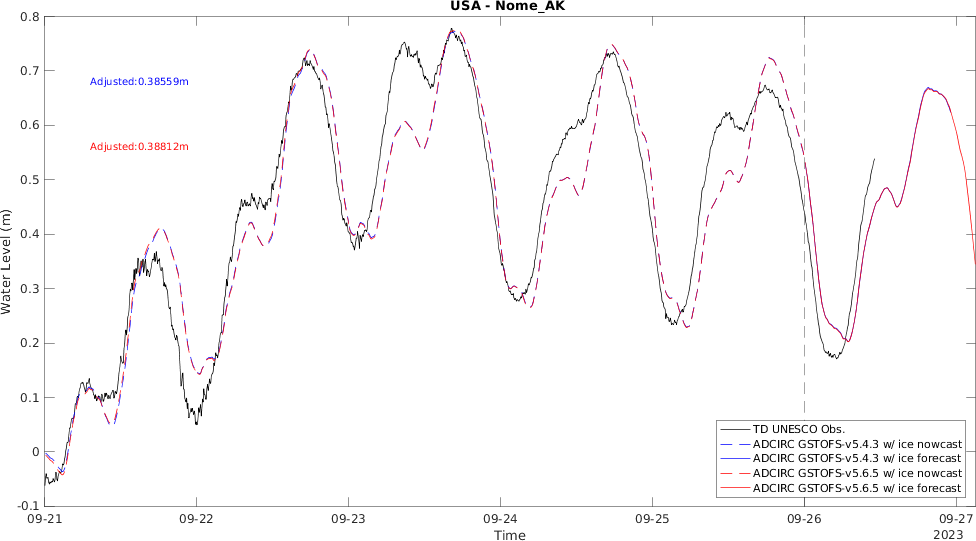 USA - Nome_AK
0.8
0.7
0.6
0.5
0.4
0.3
0.2
0.1
0
-0.1
Water Level (m)
Adjusted:0.38559m
Adjusted:0.38812m
TD UNESCO Obs.
ADCIRC GSTOFS-v5.4.3 w/ ice nowcast
ADCIRC GSTOFS-v5.4.3 w/ ice forecast
ADCIRC GSTOFS-v5.6.5 w/ ice nowcast
ADCIRC GSTOFS-v5.6.5 w/ ice forecast
09-21 09-22 09-23 09-24 09-25 09-26 09-27
Time
2023